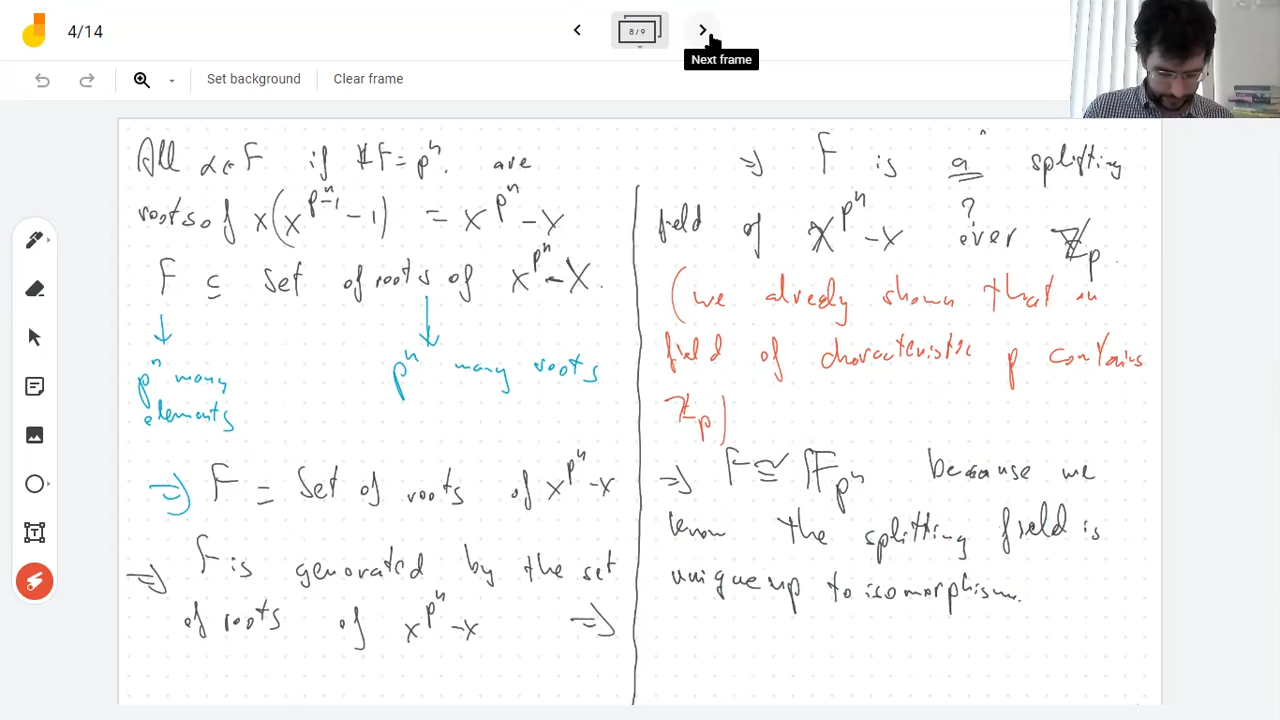 4/14
8/9
Next frame
Set background
Clear frame
All α∈F if #F = p^n. are
roots of x(x^{p^n-1} - 1) = x^{p^n} - x
F ⊆ Set of roots of x^{p^n} - x.
p^n many
elements
p^n many roots
⇒ F = Set of roots of x^{p^n} - x
⇒ F is generated by the set
of roots of x^{p^n} - x ⇒
⇒ F is a splitting
field of x^{p^n} - x over ℤ_p.
?
(we already shown that in
field of characteristic p contains
ℤ_p)
⇒ F ≅ 𝔽_{p^n} because we
know the splitting field is
unique up to isomorphism.